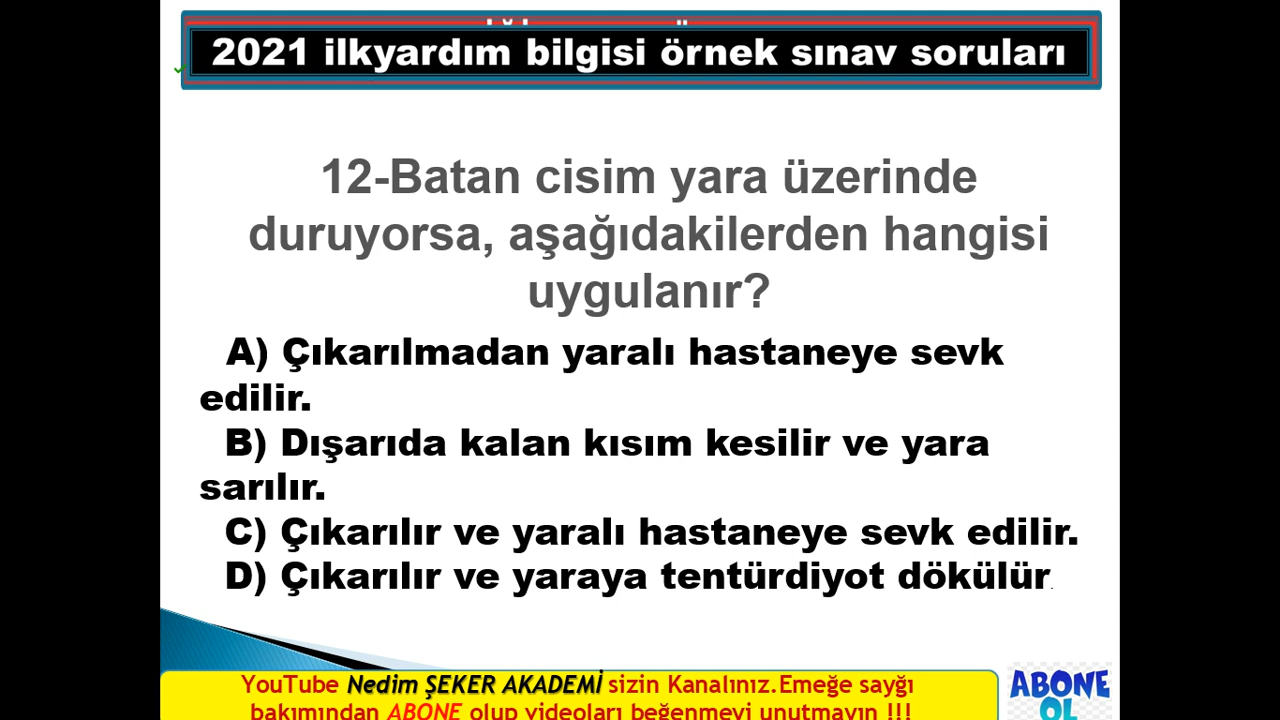 2021 ilkyardım bilgisi örnek sınav soruları
12-Batan cisim yara üzerinde
duruyorsa, aşağıdakilerden hangisi
uygulanır?
A) Çıkarılmadan yaralı hastaneye sevk
edilir.
B) Dışarıda kalan kısım kesilir ve yara
sarılır.
C) Çıkarılır ve yaralı hastaneye sevk edilir.
D) Çıkarılır ve yaraya tentürdiyot dökülür.
YouTube Nedim ŞEKER AKADEMİ sizin Kanalınız.Emeğe saygı
bakımından ABONE olup videoları beğenmeyi unutmayın !!!
ABONE
OL